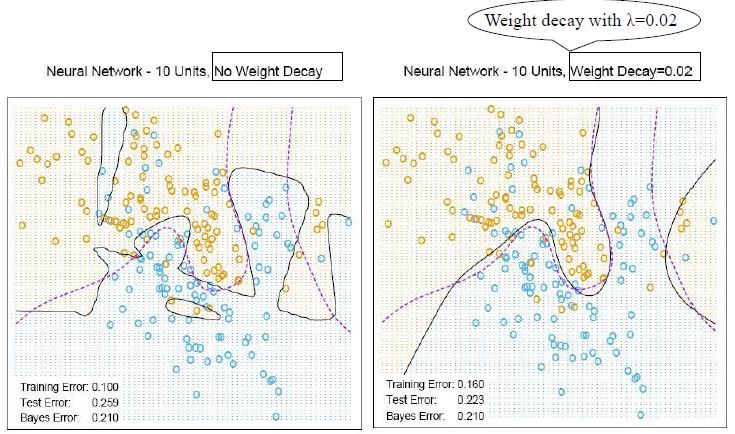 Weight decay with λ=0.02
Neural Network - 10 Units, No Weight Decay
Neural Network - 10 Units, Weight Decay=0.02
Training Error: 0.100
Test Error: 0.259
Bayes Error: 0.210
Training Error: 0.160
Test Error: 0.223
Bayes Error: 0.210